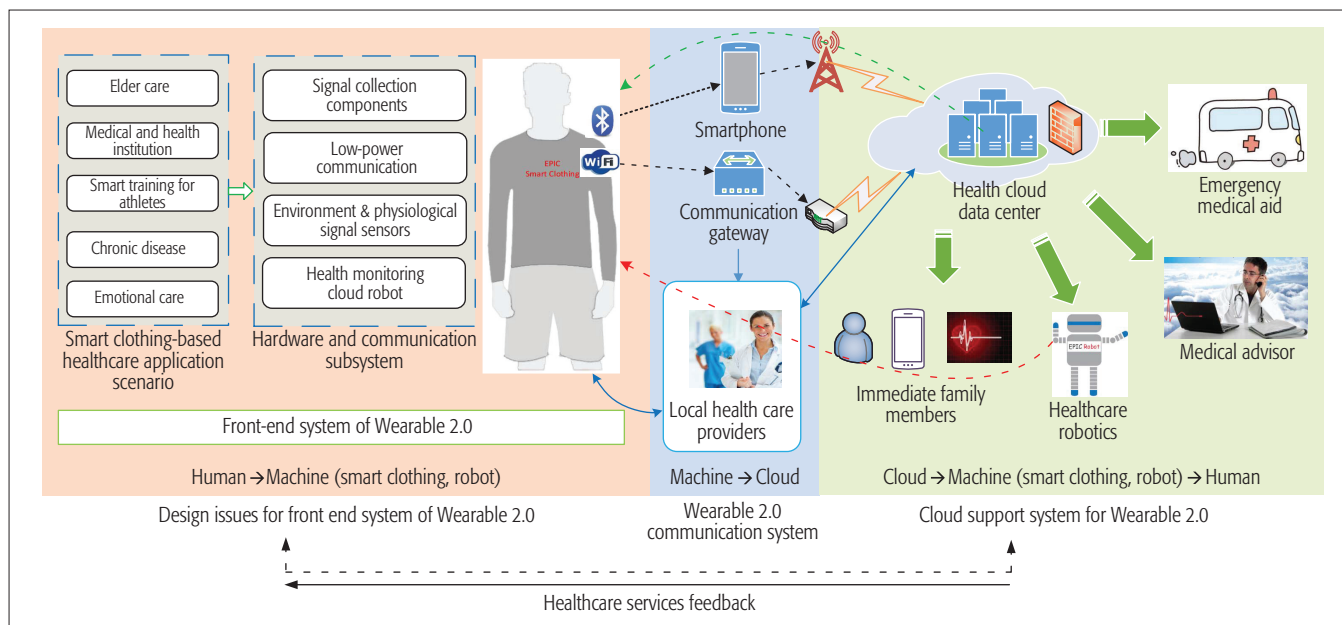 Elder care
Medical and health
institution
Smart training for
athletes
Chronic disease
Emotional care
Smart clothing-based
healthcare application
scenario
Signal collection
components
Low-power
communication
Environment & physiological
signal sensors
Health monitoring
cloud robot
Hardware and communication
subsystem
EPIC
Smart Clothing
WiFi
Front-end system of Wearable 2.0
Human → Machine (smart clothing, robot)
Design issues for front end system of Wearable 2.0
Smartphone
Communication
gateway
Local health care
providers
Machine → Cloud
Wearable 2.0
communication system
Health cloud
data center
Emergency
medical aid
Medical advisor
Immediate family
members
EPIC Robot
Healthcare
robotics
Cloud → Machine (smart clothing, robot) → Human
Cloud support system for Wearable 2.0
Healthcare services feedback